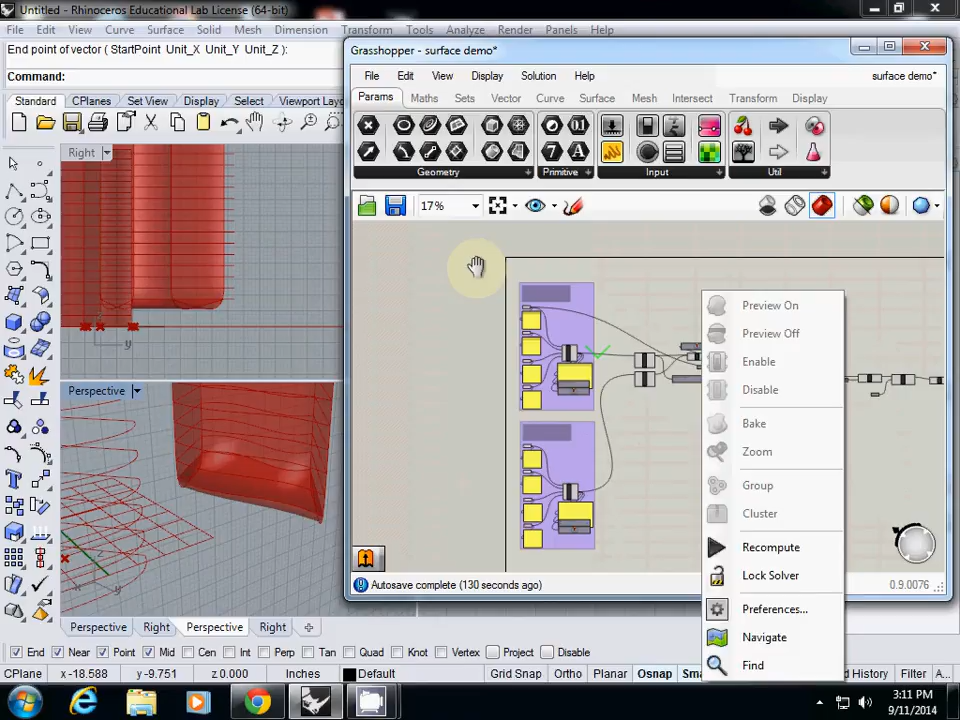 Untitled - Rhinoceros Educational Lab License (64-bit)
File Edit View Curve Surface Solid Mesh Dimension Transform Tools Analyze Render Panels Help
End point of vector ( StartPoint Unit_X Unit_Y Unit_Z ):
Command:
Standard CPlanes Set View Display Select Viewport Layo
Right
Perspective
Grasshopper - surface demo*
File Edit View Display Solution Help
surface demo*
Params Maths Sets Vector Curve Surface Mesh Intersect Transform Display
Geometry Primitive Input Util
17%
Preview On
Preview Off
Enable
Disable
Bake
Zoom
Group
Cluster
Recompute
Lock Solver
Preferences...
Navigate
Find
Autosave complete (130 seconds ago)
0.9.0076
Perspective Right Perspective Right
End Near Point Mid Cen Int Perp Tan Quad Knot Vertex Project Disable
CPlane x -18.588 y -9.751 z 0.000 Inches Default Grid Snap Ortho Planar Osnap Filter A...
3:11 PM
9/11/2014